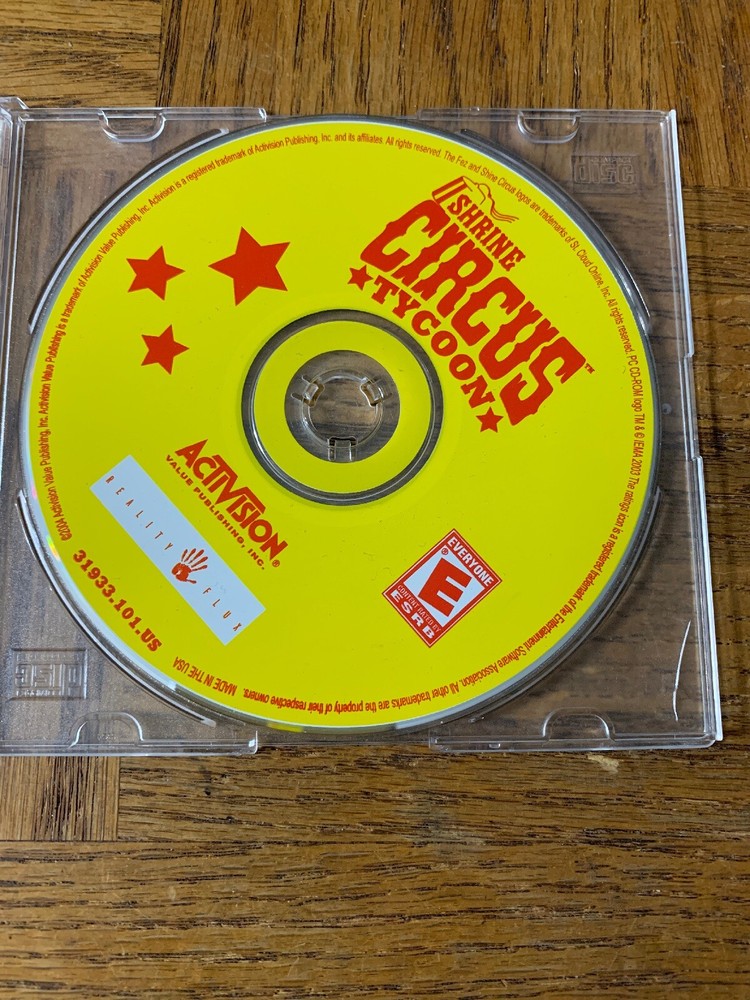 SHRINE
CIRCUS™
TYCOON
ACTIVISION®
VALUE PUBLISHING, INC.
REALITY FLUX
31933.101.US
EVERYONE
E
®
CONTENT RATED BY
ESRB
©2004 Activision Value Publishing, Inc. Activision Value Publishing is a trademark of Activision Value Publishing, Inc. Activision is a registered trademark of Activision Publishing, Inc. and its affiliates. All rights reserved. The Fez and Shine Circus logos are trademarks of St. Cloud Online, Inc. All rights reserved. PC CD-ROM logo TM & © IEMA 2003 The ratings icon is a registered trademark of the Entertainment Software Association. All other trademarks are the property of their respective owners. MADE IN THE USA
disc